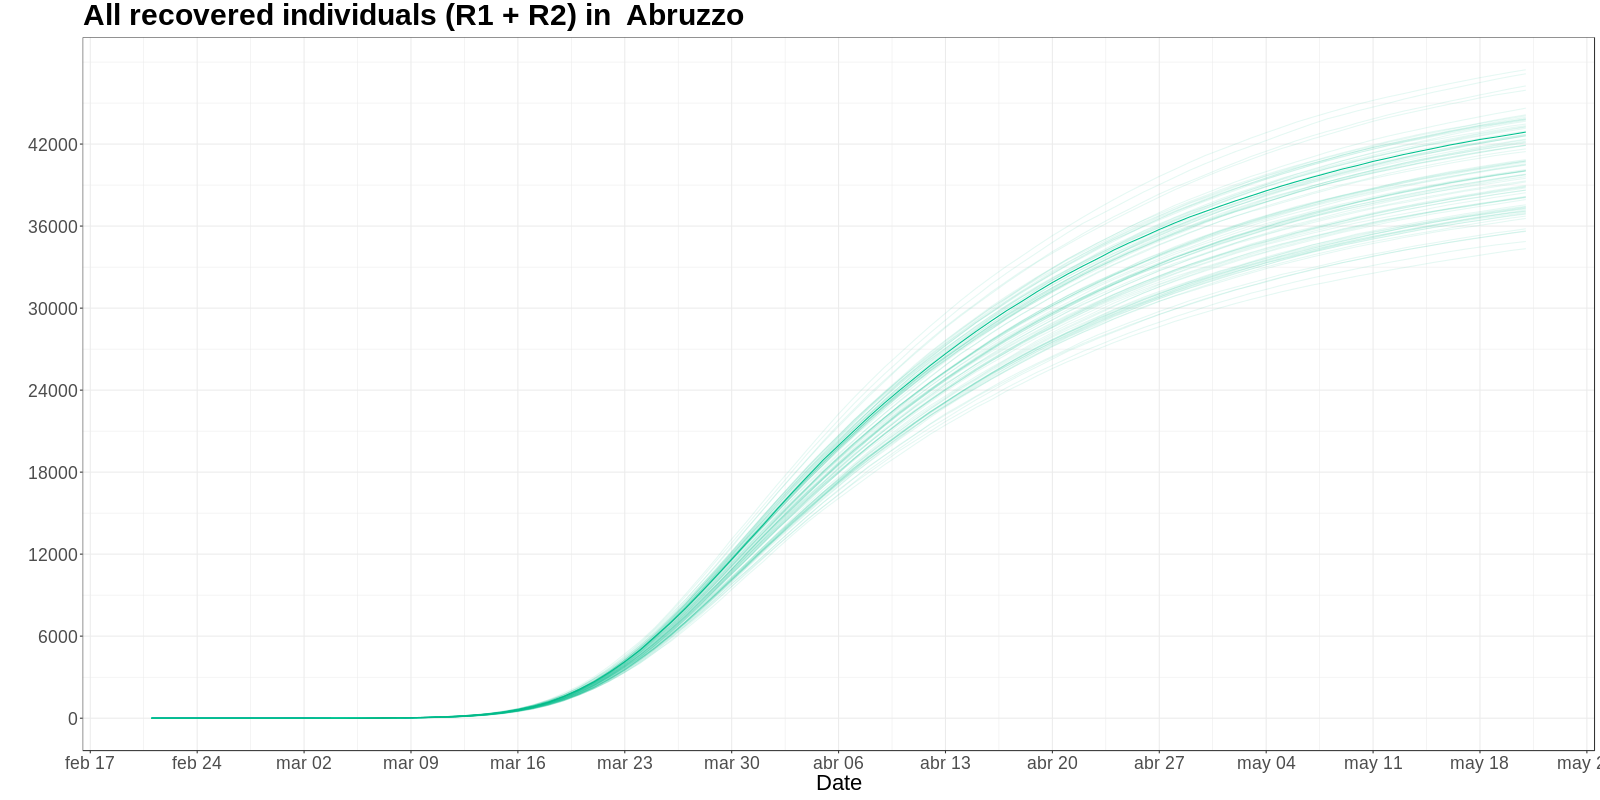 All recovered individuals (R1 + R2) in  Abruzzo
42000
36000
30000
24000
18000
12000
6000
0
feb 17 feb 24 mar 02 mar 09 mar 16 mar 23 mar 30 abr 06 abr 13 abr 20 abr 27 may 04 may 11 may 18 may
Date